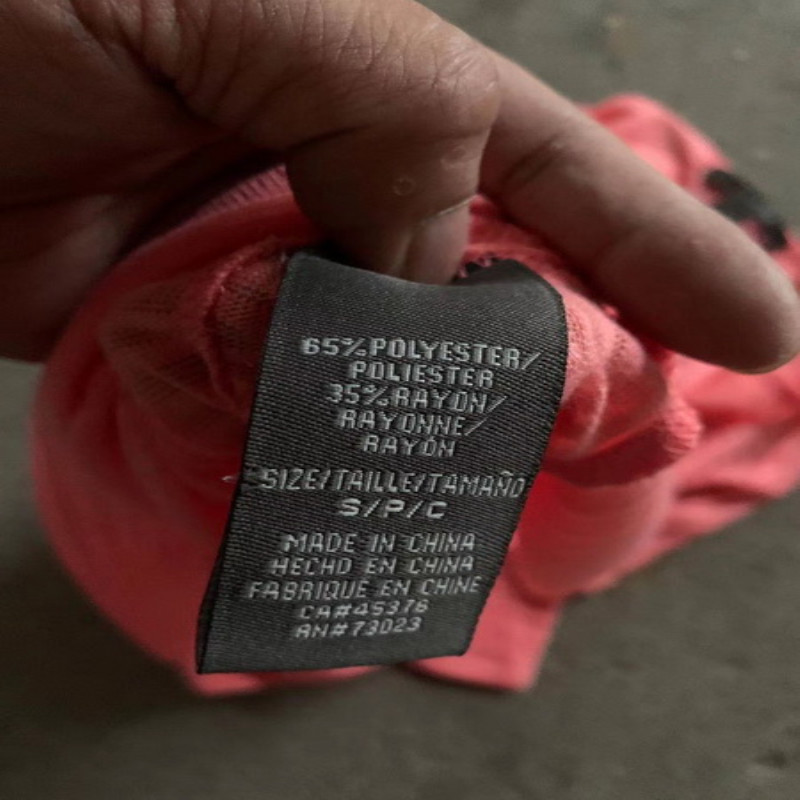 65%POLYESTER/
POLIESTER
35%RAYON/
RAYONNE/
RAYÓN
SIZE/TAILLE/TAMAÑO
S/P/C
MADE IN CHINA
HECHO EN CHINA
FABRIQUÉ EN CHINE
CA#45376
RN#73023